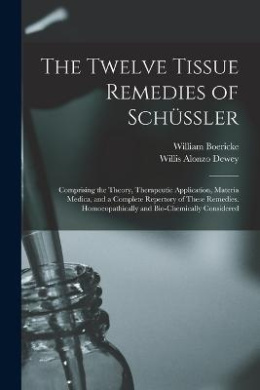 The Twelve Tissue
Remedies of
Schüssler
William Boericke
Willis Alonzo Dewey
Comprising the Theory, Therapeutic Application, Materia
Medica, and a Complete Repertory of These Remedies.
Homoeopathically and Bio-Chemically Considered